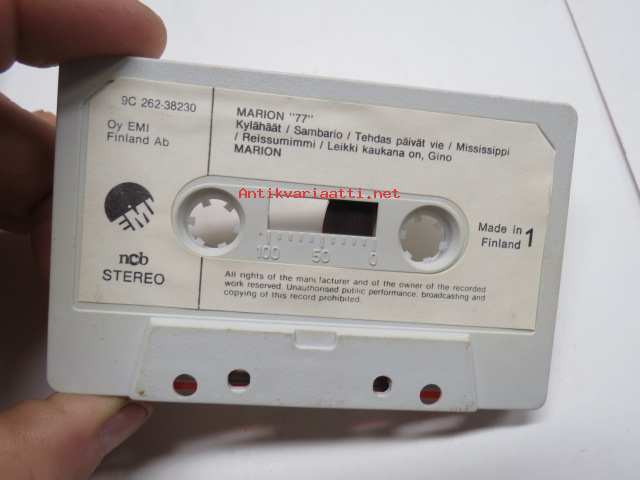 9C 262-38230
Oy EMI
Finland Ab
EMI
ncb
STEREO
MARION "77"
Kylähäät / Sambario / Tehdas päivät vie / Mississippi
/ Reissumimmi / Leikki kaukana on, Gino
MARION
Antikvariaatti.net
100 50 0
Made in
Finland 1
All rights of the manufacturer and of the owner of the recorded
work reserved. Unauthorised public performance, broadcasting and
copying of this record prohibited.